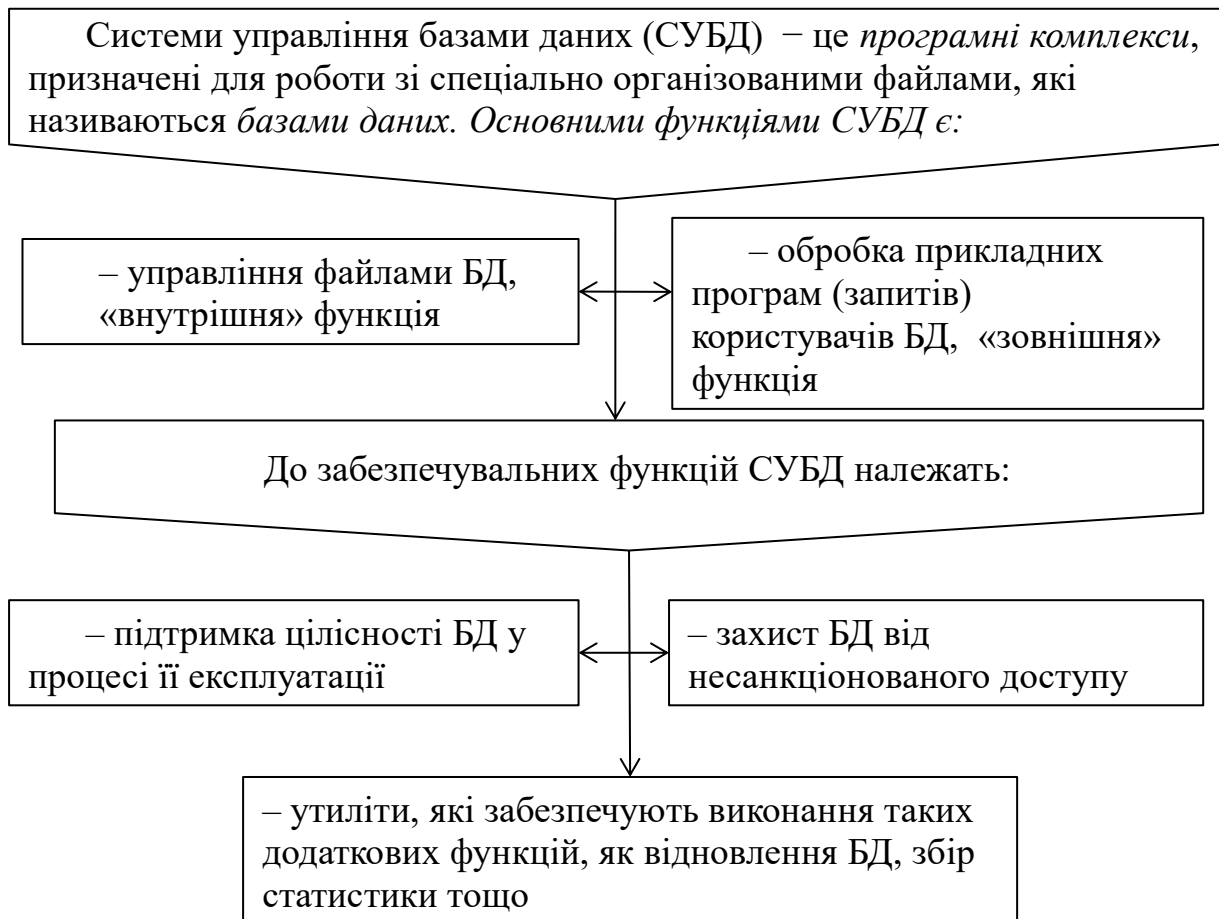 Системи управління базами даних (СУБД) − це програмні комплекси,
призначені для роботи зі спеціально організованими файлами, які
називаються базами даних. Основними функціями СУБД є:
– управління файлами БД,
«внутрішня» функція
– обробка прикладних
програм (запитів)
користувачів БД, «зовнішня»
функція
До забезпечувальних функцій СУБД належать:
– підтримка цілісності БД у
процесі її експлуатації
– захист БД від
несанкціонованого доступу
– утиліти, які забезпечують виконання таких
додаткових функцій, як відновлення БД, збір
статистики тощо